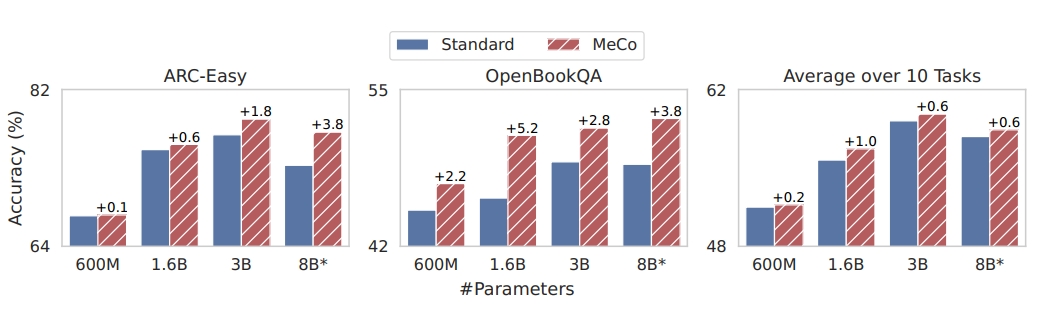 Standard MeCo
ARC-Easy OpenBookQA Average over 10 Tasks
Accuracy (%)
82 55 62
+0.1 +0.6 +1.8 +3.8
+2.2 +5.2 +2.8 +3.8
+0.2 +1.0 +0.6 +0.6
64 42 48
600M 1.6B 3B 8B* 600M 1.6B 3B 8B* 600M 1.6B 3B 8B*
#Parameters